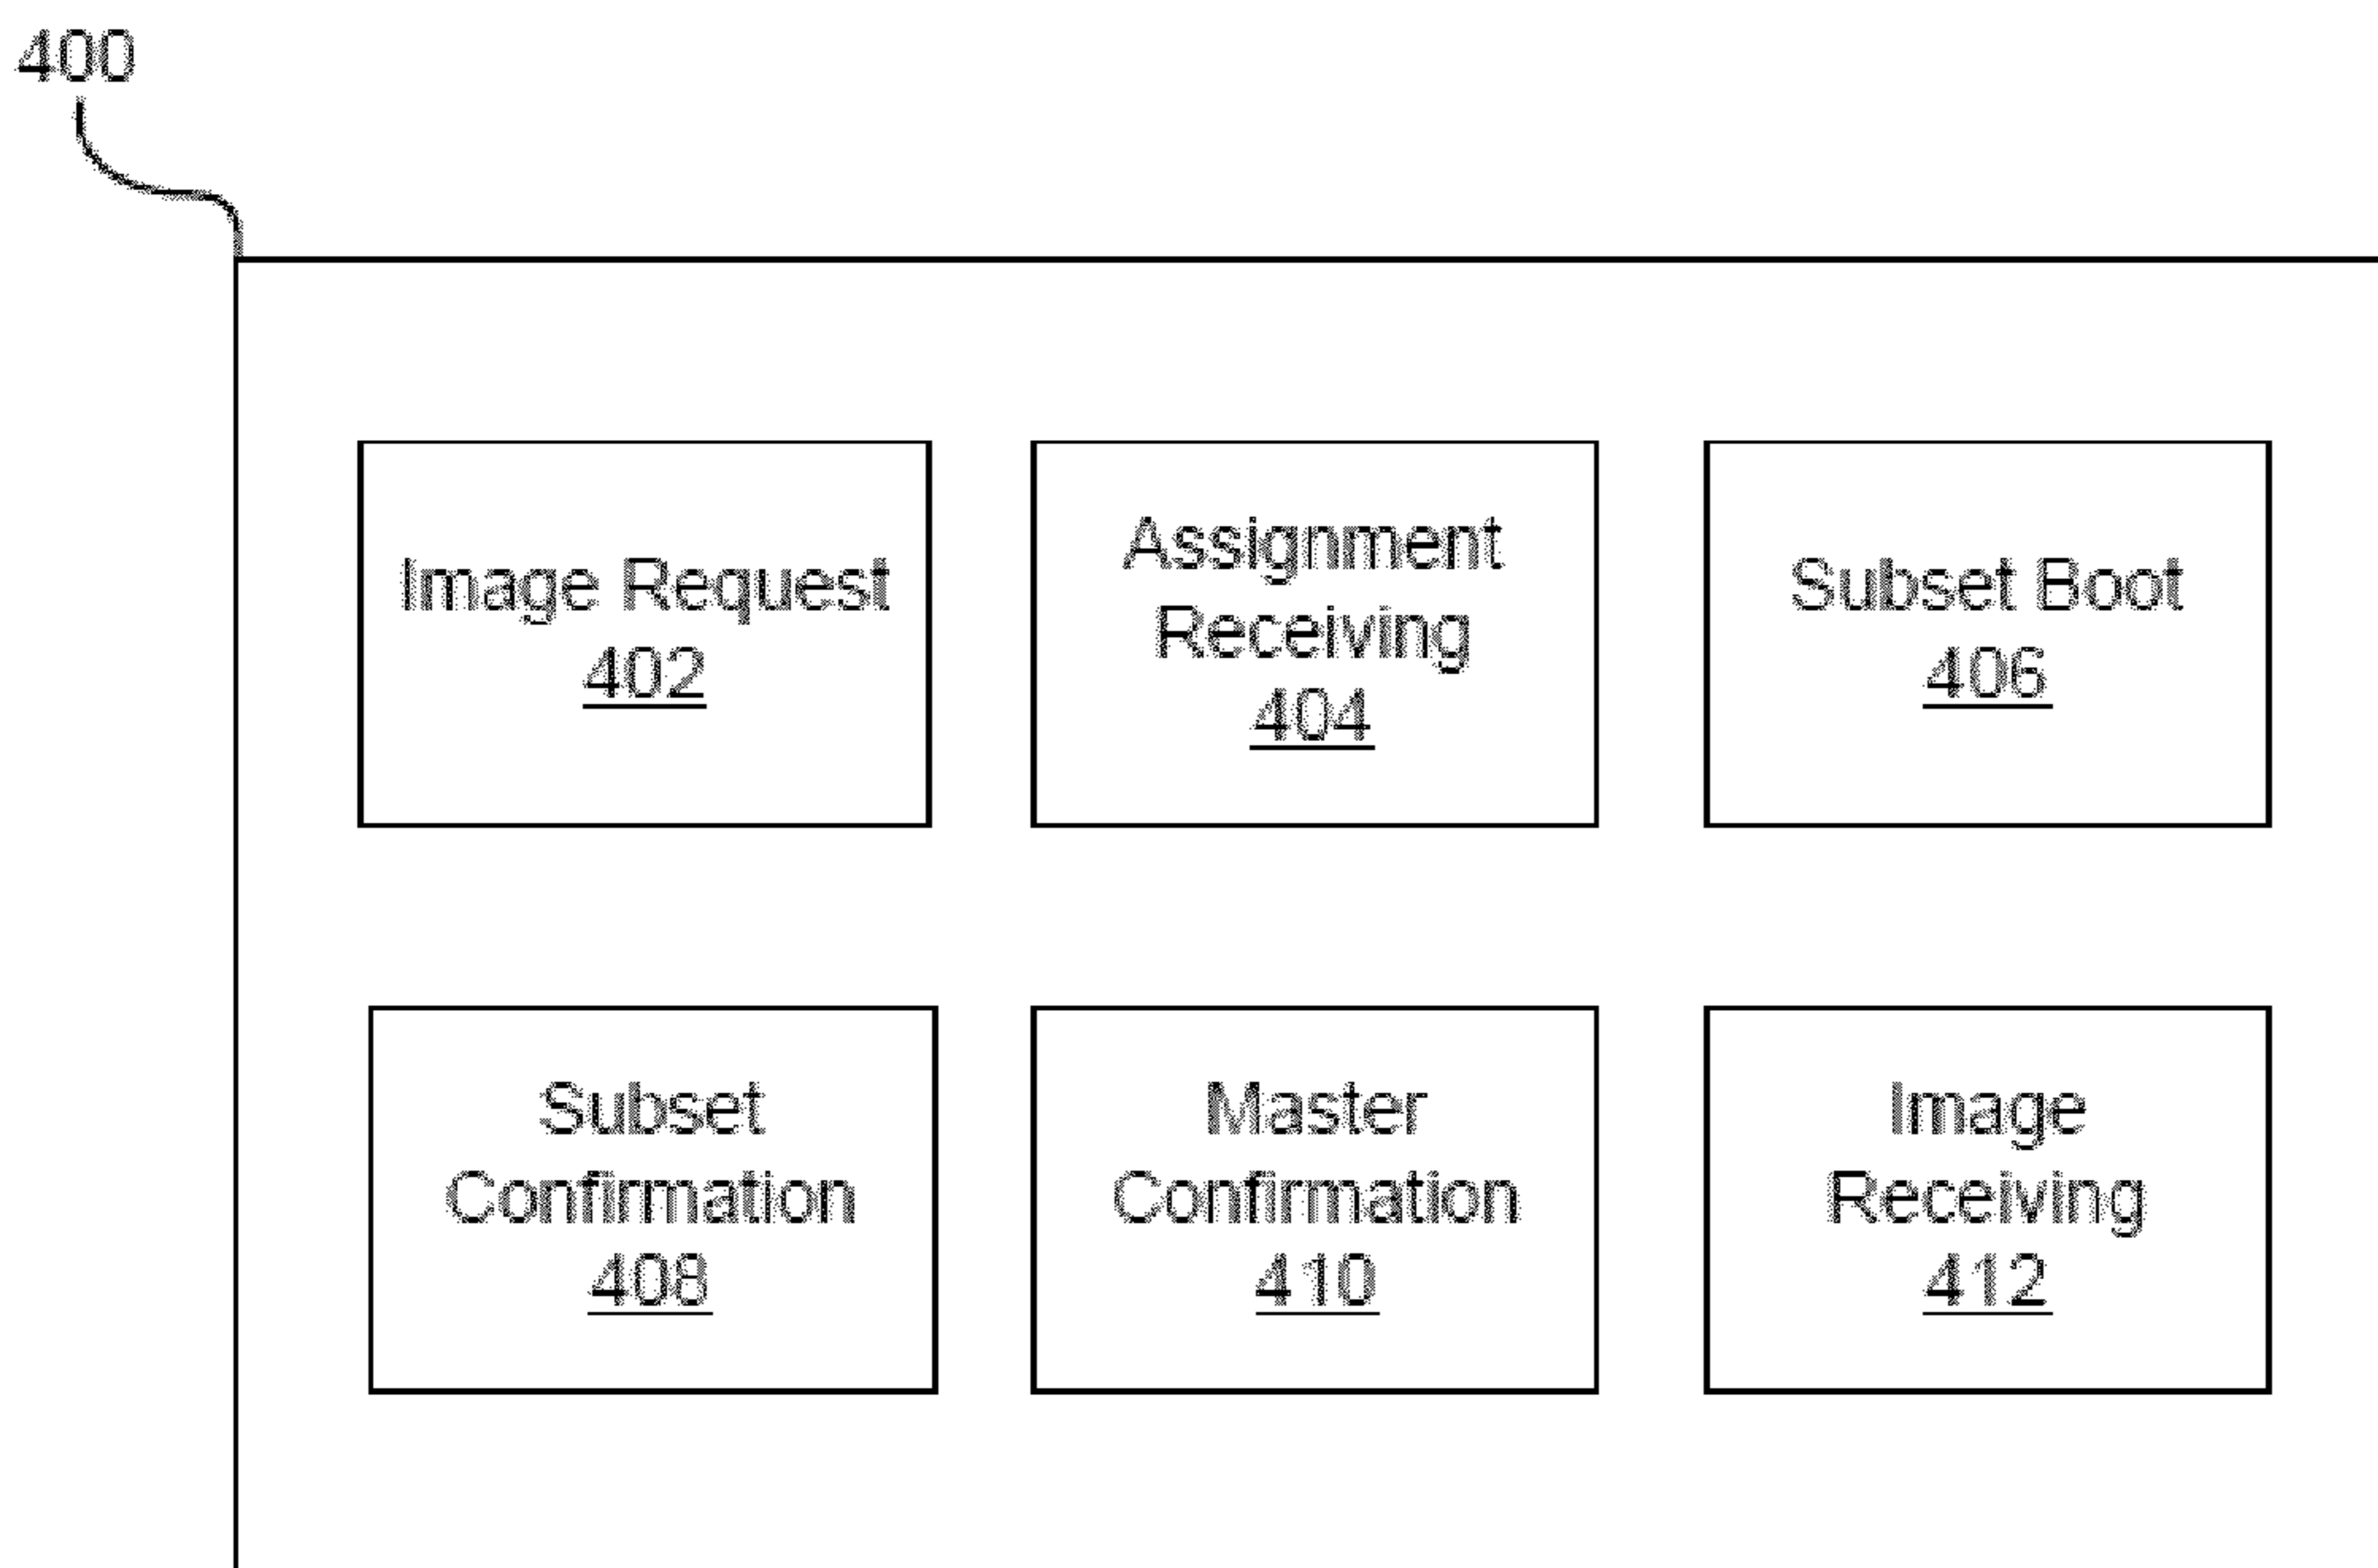 400
Image Request
402
Assignment
Receiving
404
Subset Boot
406
Subset
Confirmation
408
Master
Confirmation
410
Image
Receiving
412